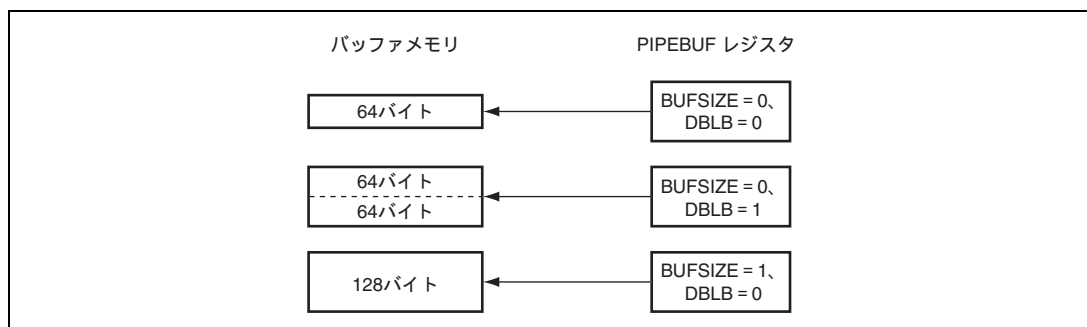 バッファメモリ PIPEBUF レジスタ
64バイト
BUFSIZE = 0、
DBLB = 0
64バイト
64バイト
BUFSIZE = 0、
DBLB = 1
128バイト
BUFSIZE = 1、
DBLB = 0